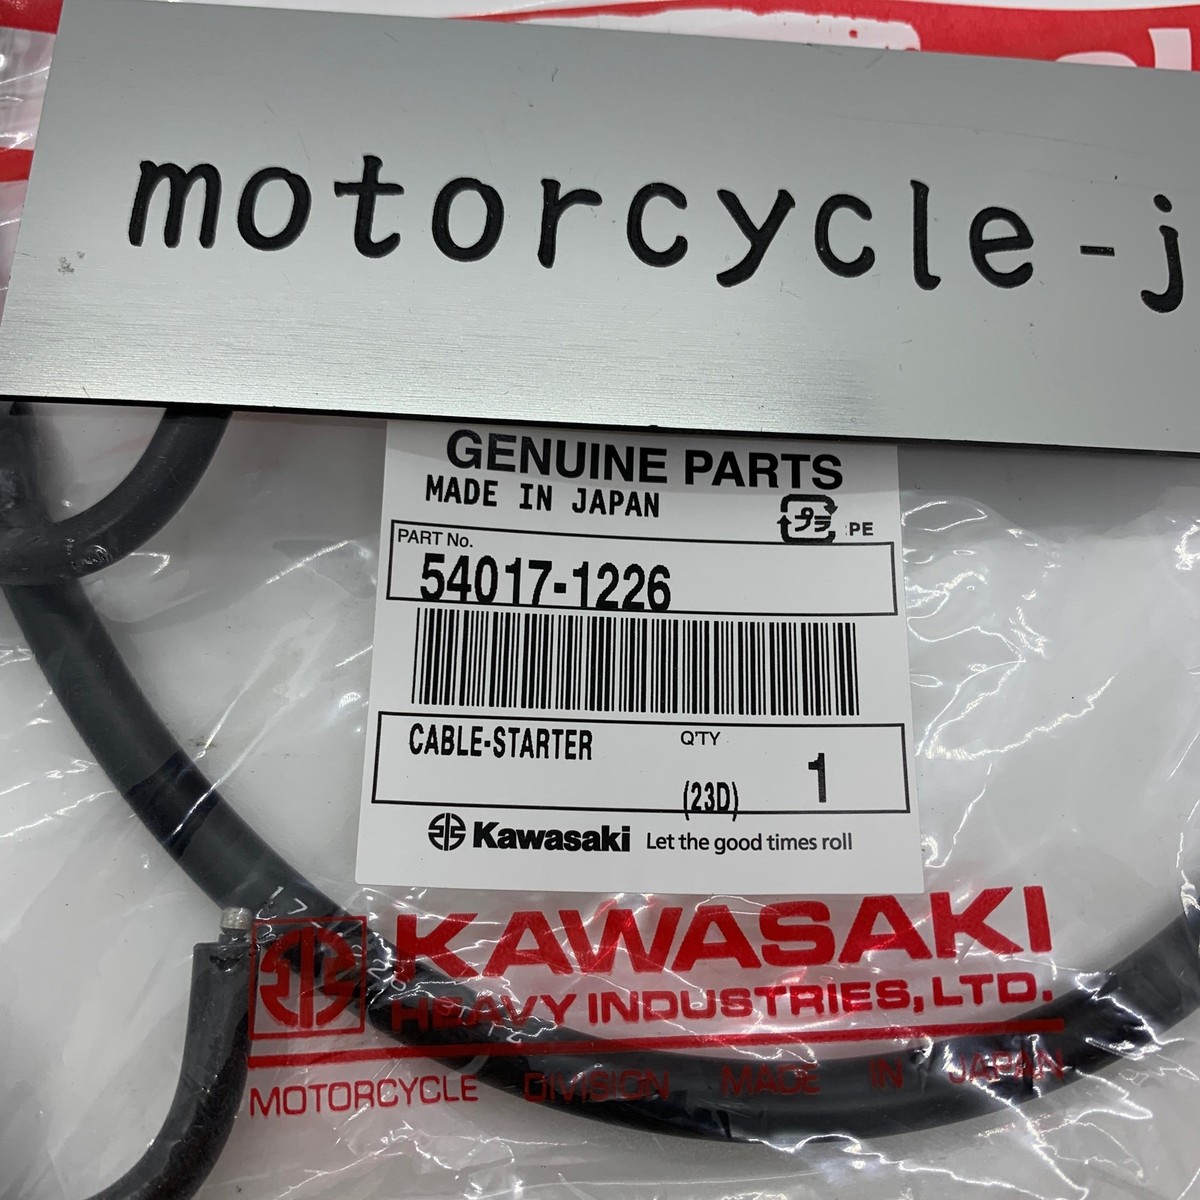 motorcycle-j
GENUINE PARTS
MADE IN JAPAN
プラ :PE
PART No.
54017-1226
CABLE-STARTER
Q'TY
1
(23D)
Kawasaki Let the good times roll
KAWASAKI
HEAVY INDUSTRIES, LTD.
MOTORCYCLE DIVISION MADE IN JAPAN